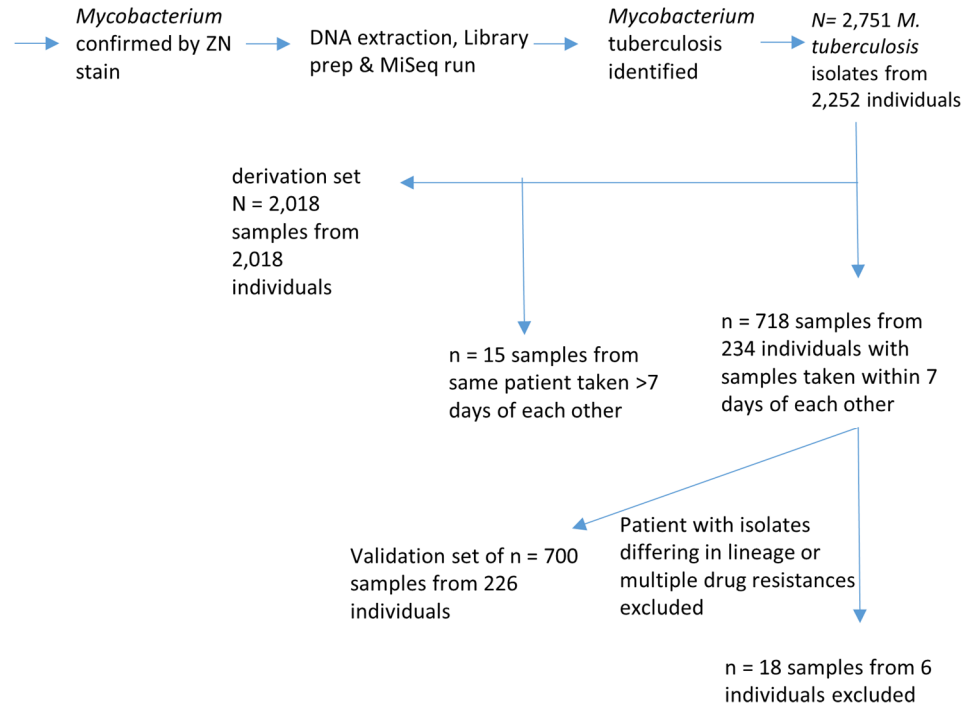 Mycobacterium
confirmed by ZN
stain
DNA extraction, Library
prep & MiSeq run
Mycobacterium
tuberculosis
identified
N= 2,751 M.
tuberculosis
isolates from
2,252 individuals
derivation set
N = 2,018
samples from
2,018
individuals
n = 15 samples from
same patient taken >7
days of each other
n = 718 samples from
234 individuals with
samples taken within 7
days of each other
Validation set of n = 700
samples from 226
individuals
Patient with isolates
differing in lineage or
multiple drug resistances
excluded
n = 18 samples from 6
individuals excluded